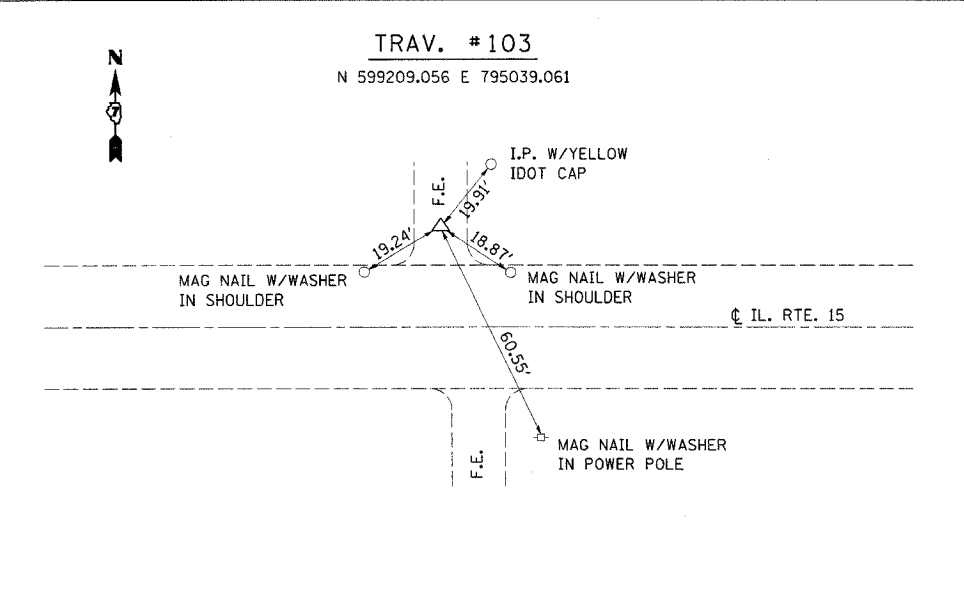 TRAV. #103
N 599209.056 E 795039.061
N
7
I.P. W/YELLOW
IDOT CAP
F.E.
19.91'
19.24'
18.87'
MAG NAIL W/WASHER
IN SHOULDER
MAG NAIL W/WASHER
IN SHOULDER
℄ IL. RTE. 15
60.55'
MAG NAIL W/WASHER
IN POWER POLE
F.E.